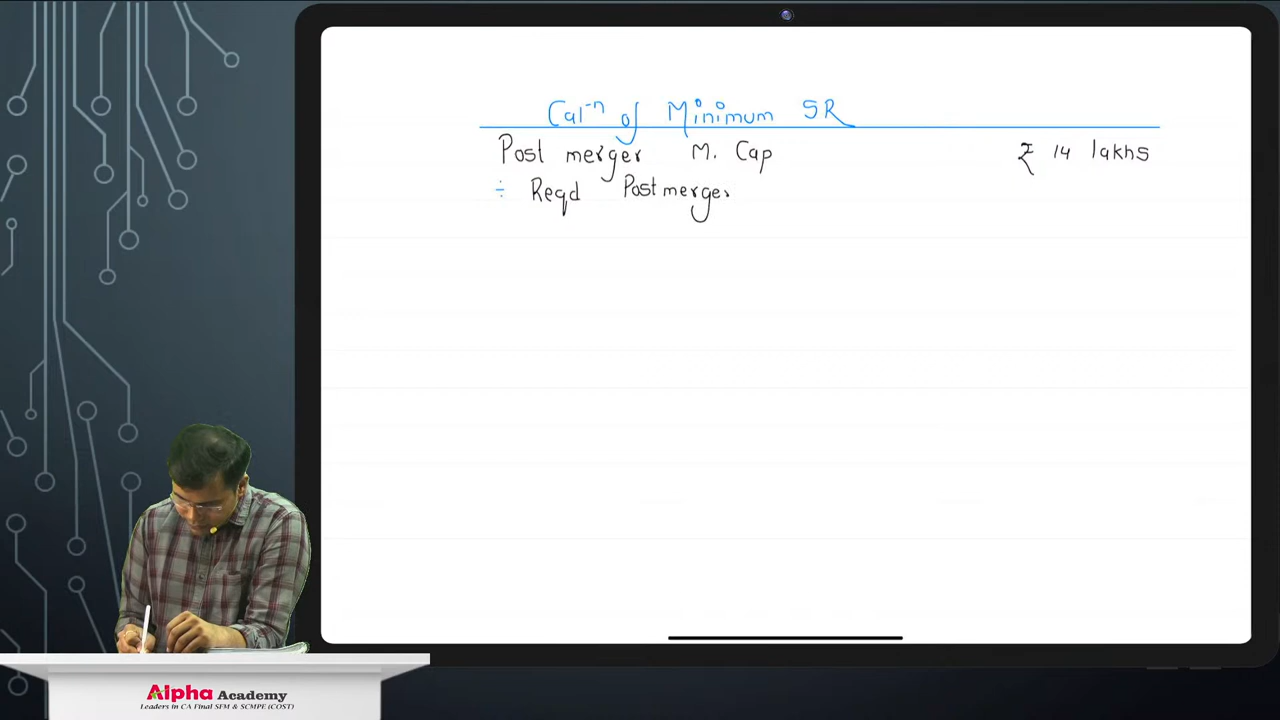 Calⁿ of Minimum SR
Post merger M. Cap ₹ 14 lakhs
÷ Reqd Post merger
Alpha Academy
Leaders in CA Final SFM & SCMPE (COST)